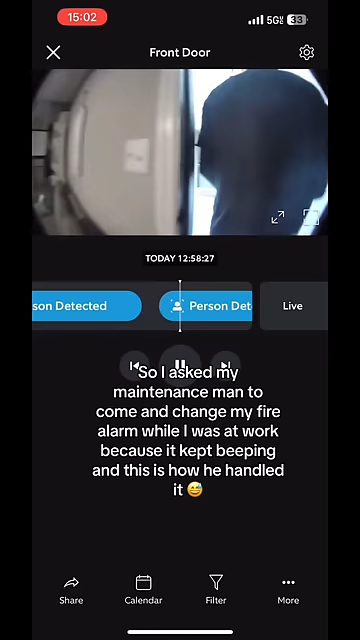 15:02
5G 33
Front Door
TODAY 12:58:27
son Detected
Person Det
Live
So I asked my
maintenance man to
come and change my fire
alarm while I was at work
because it kept beeping
and this is how he handled
it 😅
Share
Calendar
Filter
More